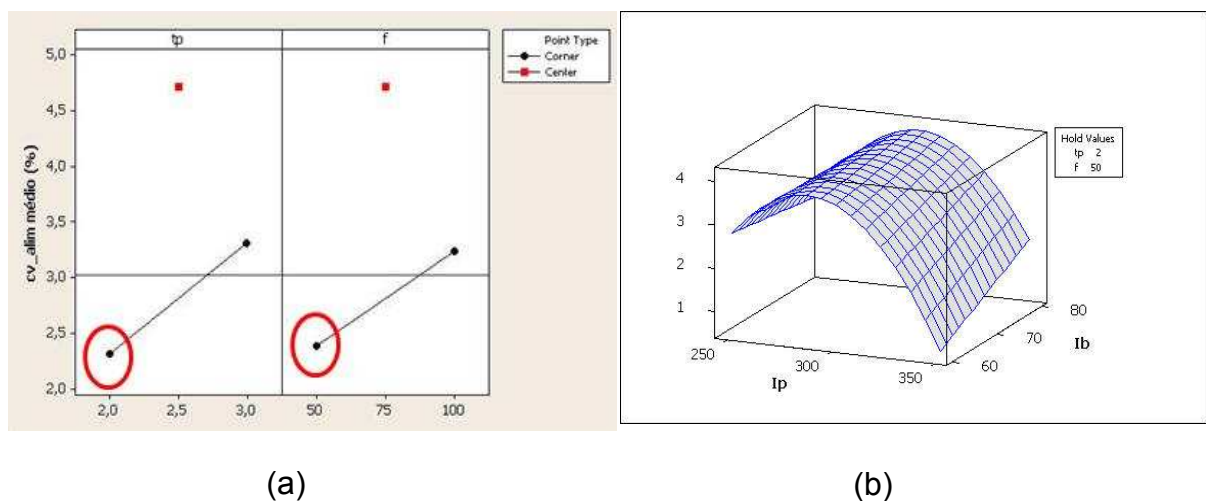 tp
f
Point Type
Corner
Center
cv_alim médio (%)
5,0
4,5
4,0
3,5
3,0
2,5
2,0
2,0 2,5 3,0
50 75 100
(a)
Hold Values
tp 2
f 50
4
3
2
1
250 300 350
Ip
60 70 80
Ib
(b)